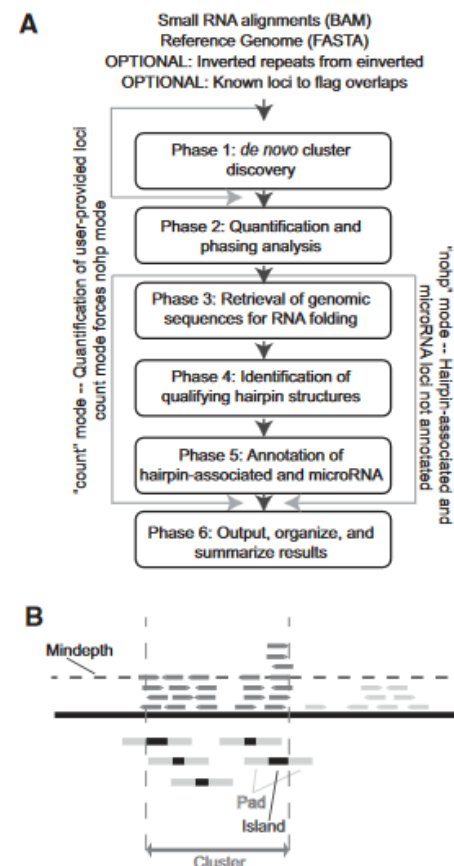 A
Small RNA alignments (BAM)
Reference Genome (FASTA)
OPTIONAL: Inverted repeats from einverted
OPTIONAL: Known loci to flag overlaps
Phase 1: de novo cluster
discovery
Phase 2: Quantification and
phasing analysis
Phase 3: Retrieval of genomic
sequences for RNA folding
Phase 4: Identification of
qualifying hairpin structures
Phase 5: Annotation of
hairpin-associated and microRNA
Phase 6: Output, organize, and
summarize results
"count" mode -- Quantification of user-provided loci
count mode forces nohp mode
"nohp" mode -- Hairpin-associated and
microRNA loci not annotated
B
Mindepth
Pad
Island
Cluster